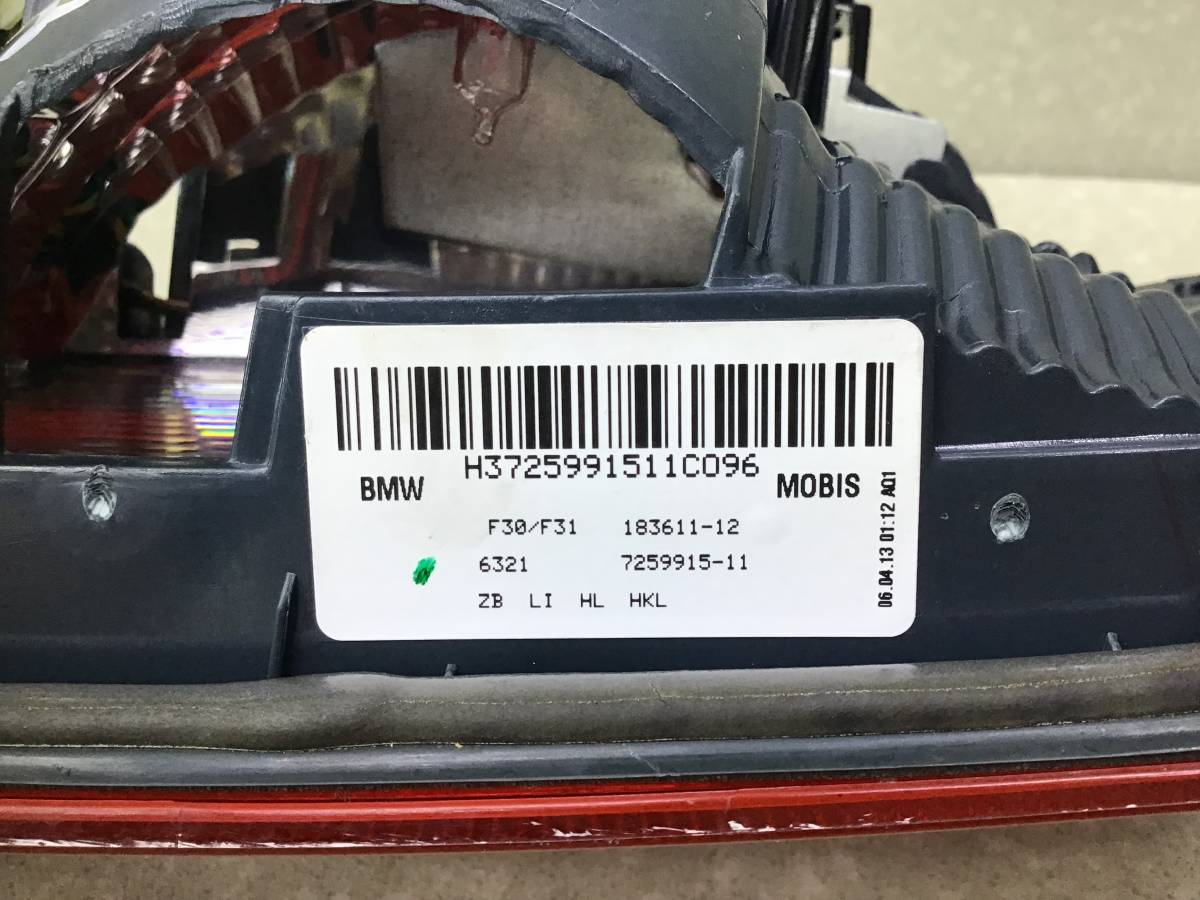 H3725991511C096
BMW MOBIS
F30/F31 183611-12
6321 7259915-11
ZB LI HL HKL
06.04.13 01:12 AQ1